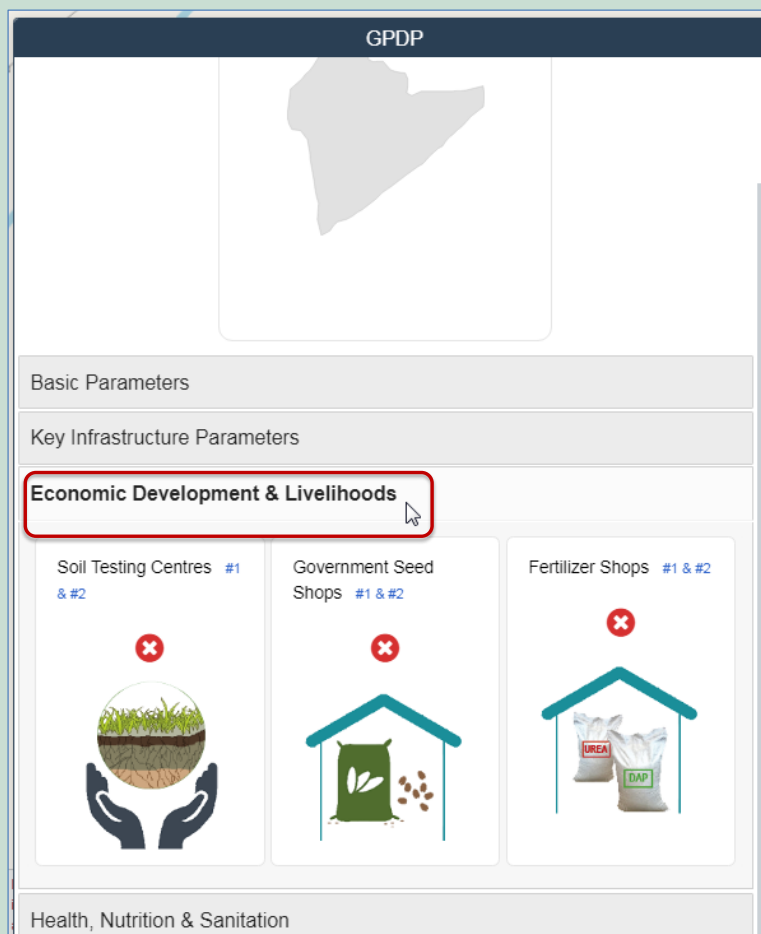 GPDP
Basic Parameters
Key Infrastructure Parameters
Economic Development & Livelihoods
Soil Testing Centres #1
& #2
Government Seed
Shops #1 & #2
Fertilizer Shops #1 & #2
UREA
DAP
Health, Nutrition & Sanitation